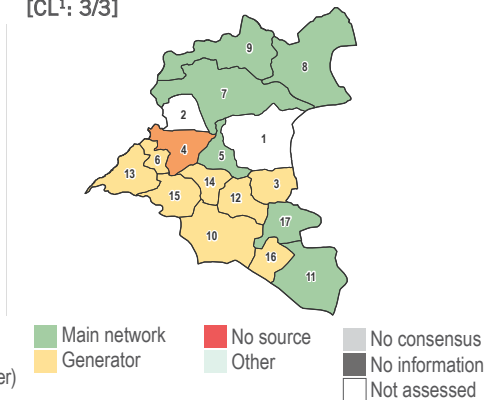 [CL¹: 3/3]
9
8
7
2
1
4
5
6
13
14
3
15
12
17
10
16
11
Main network
No source
No consensus
Generator
Other
No information
er)
Not assessed